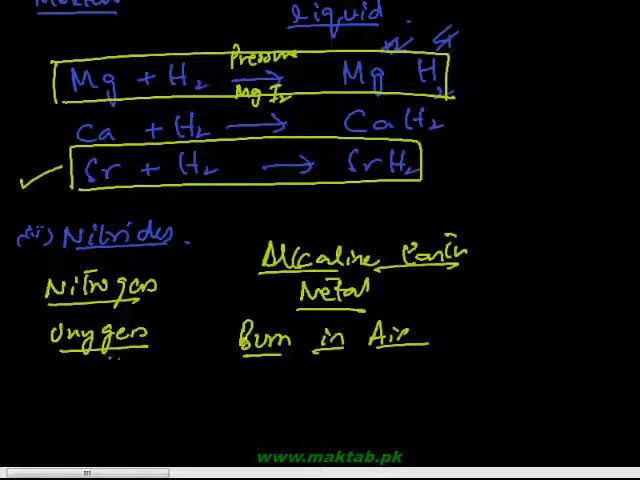 liquid.
Mg + H2 Pressure MgI2 → MgH2
Ca + H2 → CaH2
Sr + H2 → SrH2
(iii) Nitrides.
Alkaline Earth
Nitrogen Metal
Oxygen Burn in Air
www.maktab.pk